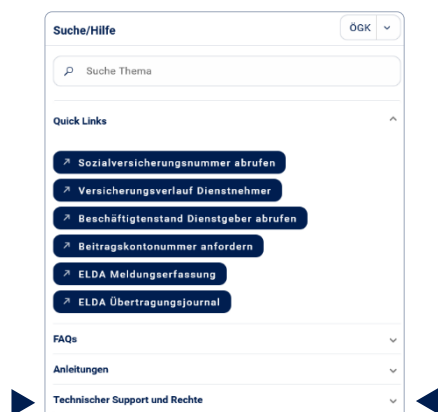 Suche/Hilfe
ÖGK
Suche Thema
Quick Links
Sozialversicherungsnummer abrufen
Versicherungsverlauf Dienstnehmer
Beschäftigtenstand Dienstgeber abrufen
Beitragskontonummer anfordern
ELDA Meldungserfassung
ELDA Übertragungsjournal
FAQs
Anleitungen
Technischer Support und Rechte